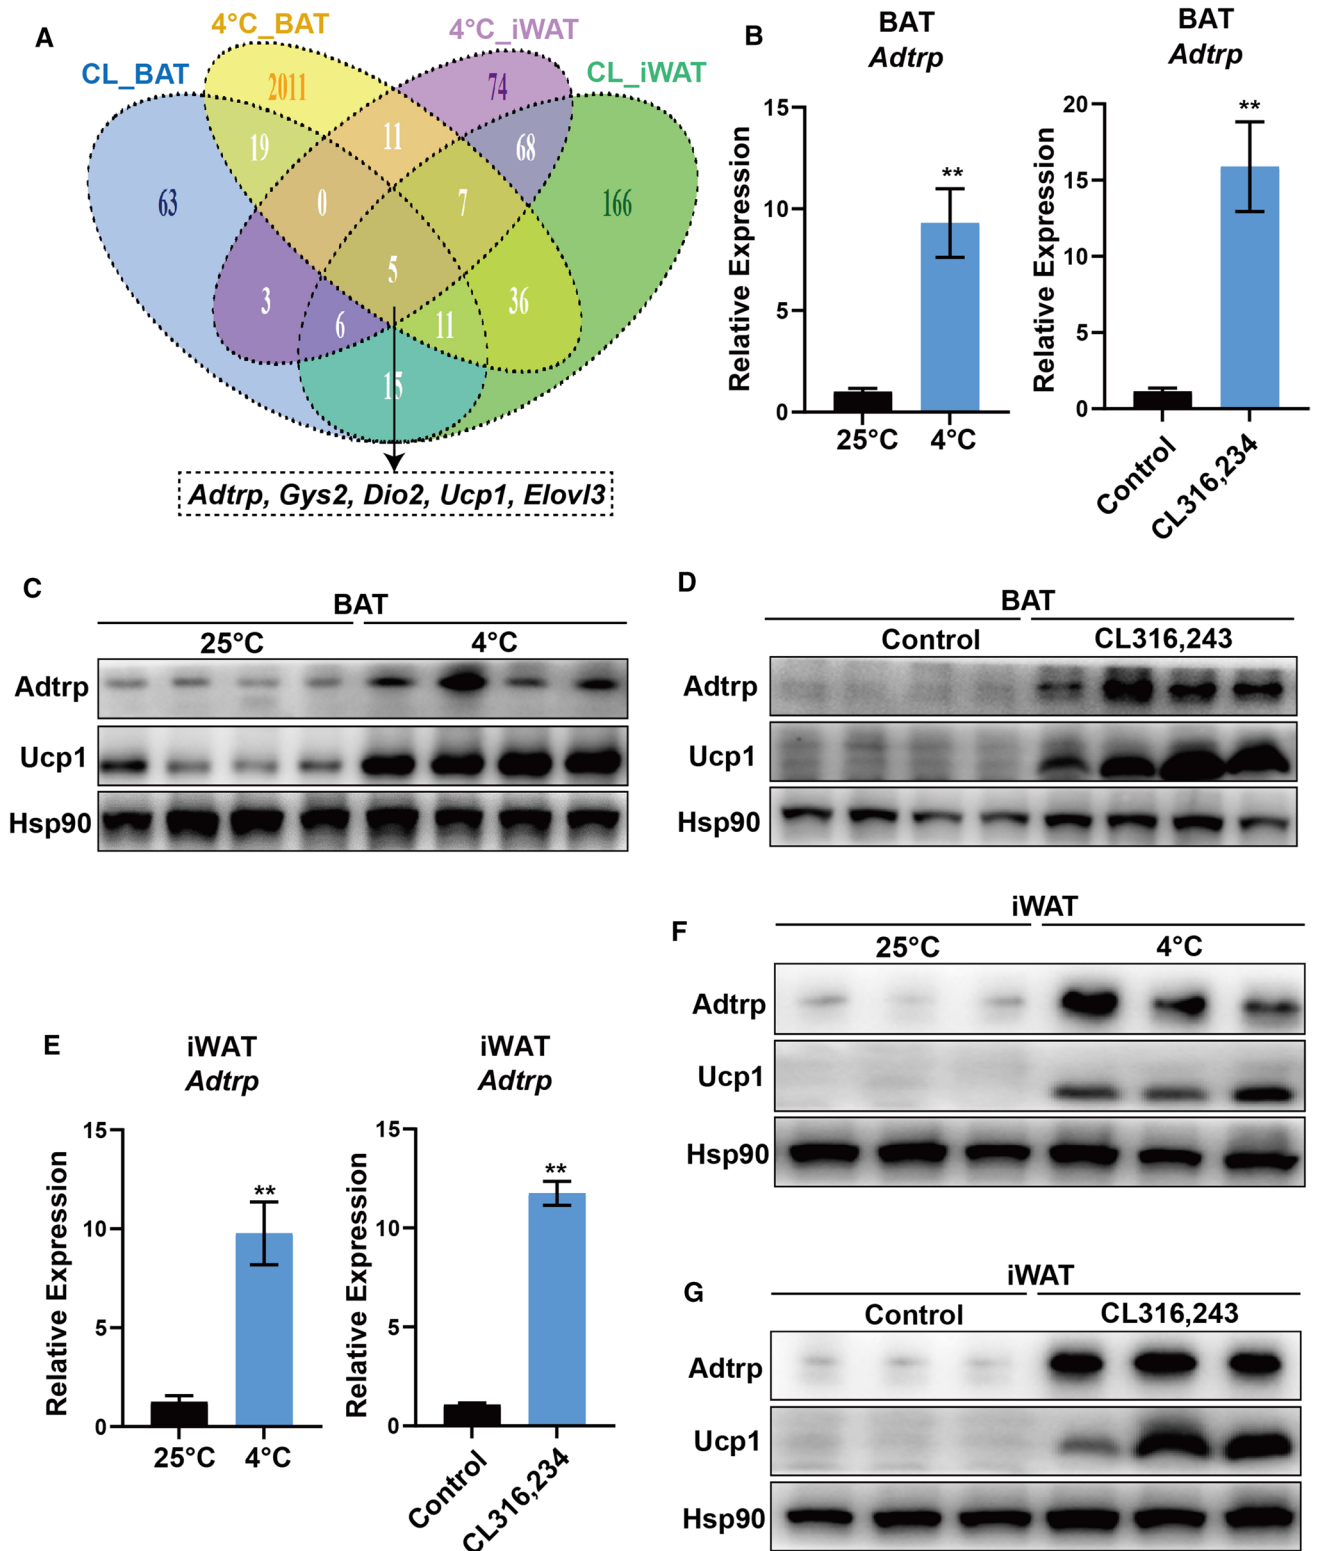 A
4°C_BAT
4°C_iWAT
CL_BAT
CL_iWAT
2011
74
19
11
68
63
0
7
166
5
3
6
11
36
15
Adtrp, Gys2, Dio2, Ucp1, Elovl3
B
BAT
Adtrp
Relative Expression
15
10
5
0
**
25°C
4°C
BAT
Adtrp
Relative Expression
20
15
10
5
0
**
Control
CL316,234
C
BAT
25°C
4°C
Adtrp
Ucp1
Hsp90
D
BAT
Control
CL316,243
Adtrp
Ucp1
Hsp90
E
iWAT
Adtrp
Relative Expression
15
10
5
0
**
25°C
4°C
iWAT
Adtrp
Relative Expression
15
10
5
0
**
Control
CL316,234
F
iWAT
25°C
4°C
Adtrp
Ucp1
Hsp90
G
iWAT
Control
CL316,243
Adtrp
Ucp1
Hsp90